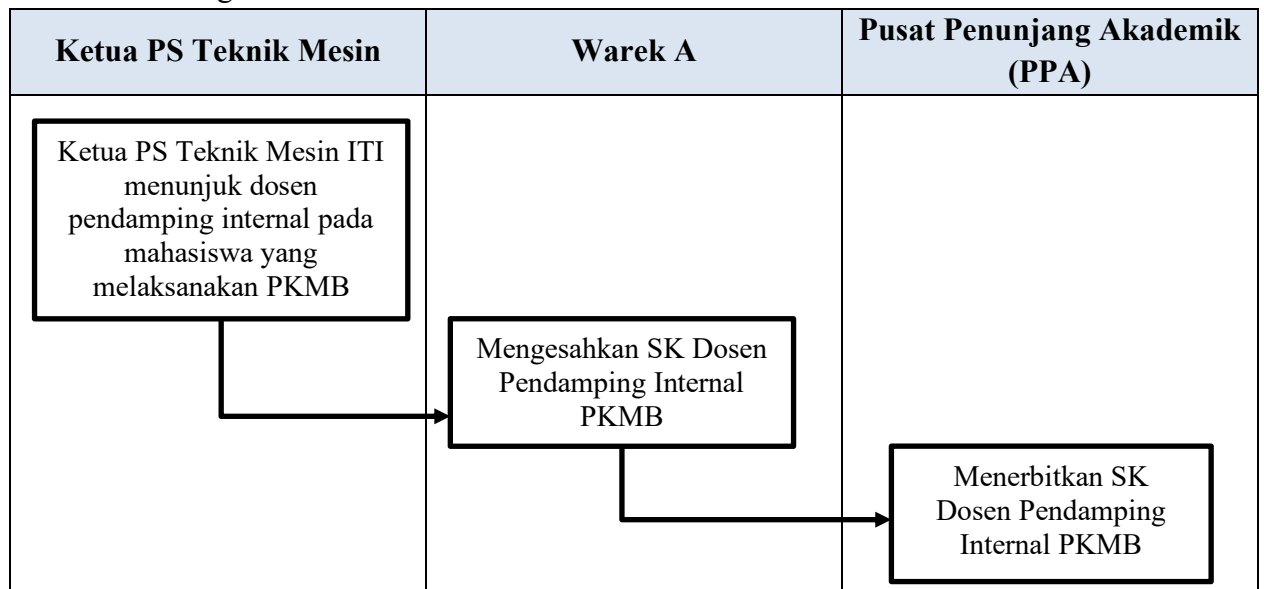 Ketua PS Teknik Mesin
Warek A
Pusat Penunjang Akademik
(PPA)
Ketua PS Teknik Mesin ITI
menunjuk dosen
pendamping internal pada
mahasiswa yang
melaksanakan PKMB
Mengesahkan SK Dosen
Pendamping Internal
PKMB
Menerbitkan SK
Dosen Pendamping
Internal PKMB